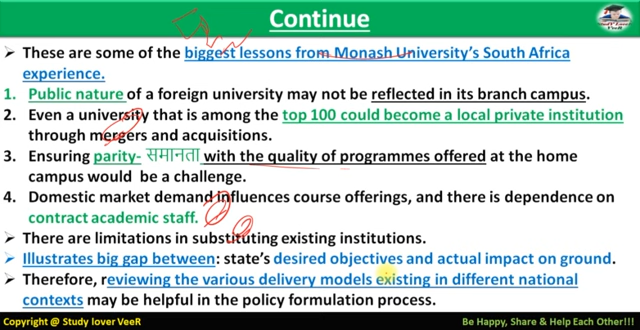 Continue
STUDY Lover
VeeR
➢ These are some of the biggest lessons from Monash University's South Africa
experience.
1. Public nature of a foreign university may not be reflected in its branch campus.
2. Even a university that is among the top 100 could become a local private institution
through mergers and acquisitions.
3. Ensuring parity- समानता with the quality of programmes offered at the home
campus would be a challenge.
4. Domestic market demand influences course offerings, and there is dependence on
contract academic staff.
➢ There are limitations in substituting existing institutions.
➢ Illustrates big gap between: state's desired objectives and actual impact on ground.
➢ Therefore, reviewing the various delivery models existing in different national
contexts may be helpful in the policy formulation process.
Copyright @ Study lover VeeR
Be Happy, Share & Help Each Other!!!